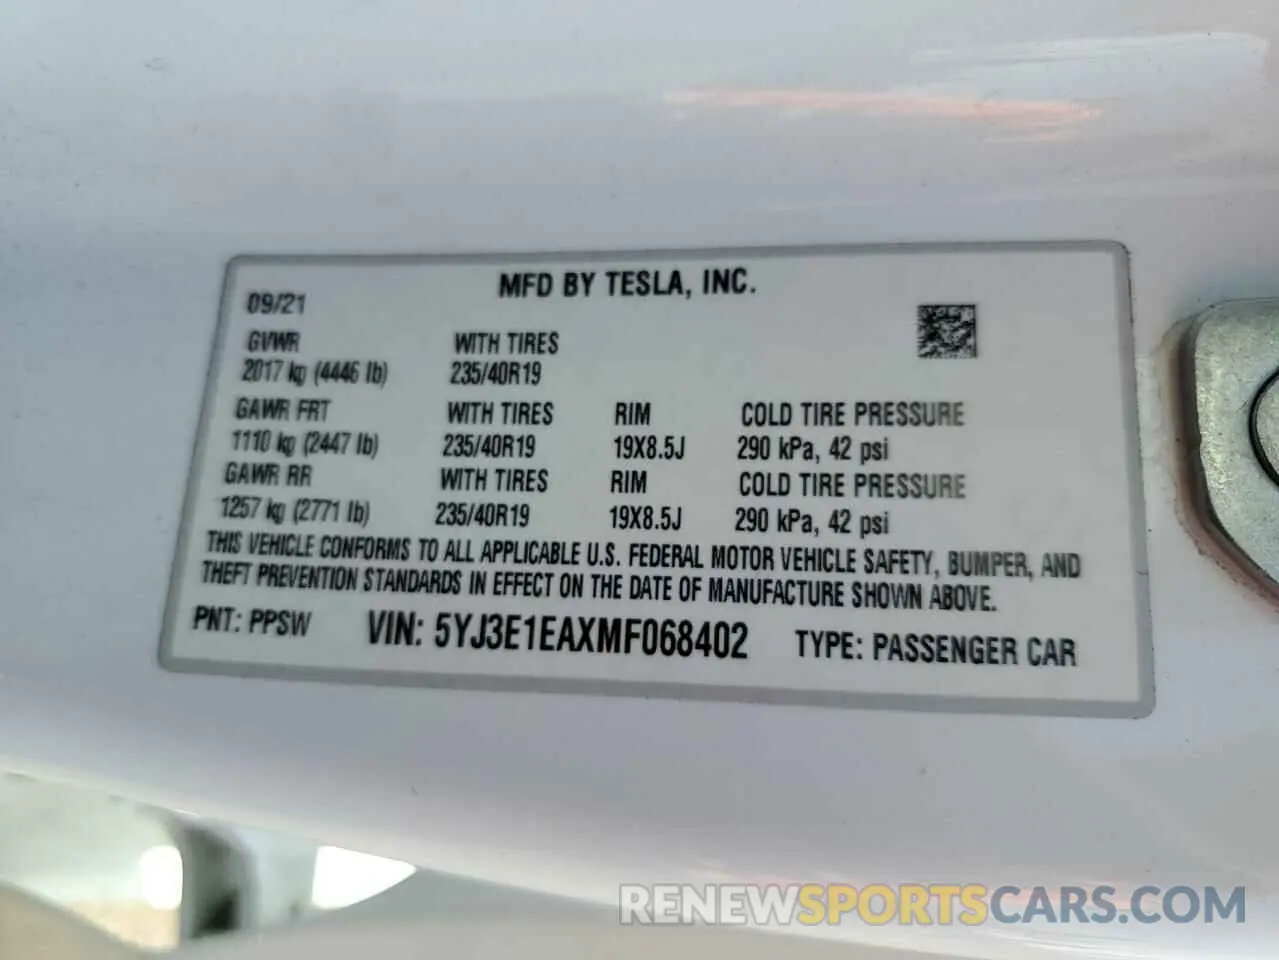 MFD BY TESLA, INC.
09/21
GVWR WITH TIRES
2017 kg (4446 lb) 235/40R19
GAWR FRT WITH TIRES RIM COLD TIRE PRESSURE
1110 kg (2447 lb) 235/40R19 19X8.5J 290 kPa, 42 psi
GAWR RR WITH TIRES RIM COLD TIRE PRESSURE
1257 kg (2771 lb) 235/40R19 19X8.5J 290 kPa, 42 psi
THIS VEHICLE CONFORMS TO ALL APPLICABLE U.S. FEDERAL MOTOR VEHICLE SAFETY, BUMPER, AND
THEFT PREVENTION STANDARDS IN EFFECT ON THE DATE OF MANUFACTURE SHOWN ABOVE.
PNT: PPSW VIN: 5YJ3E1EAXMF068402 TYPE: PASSENGER CAR
RENEWSPORTSCARS.COM